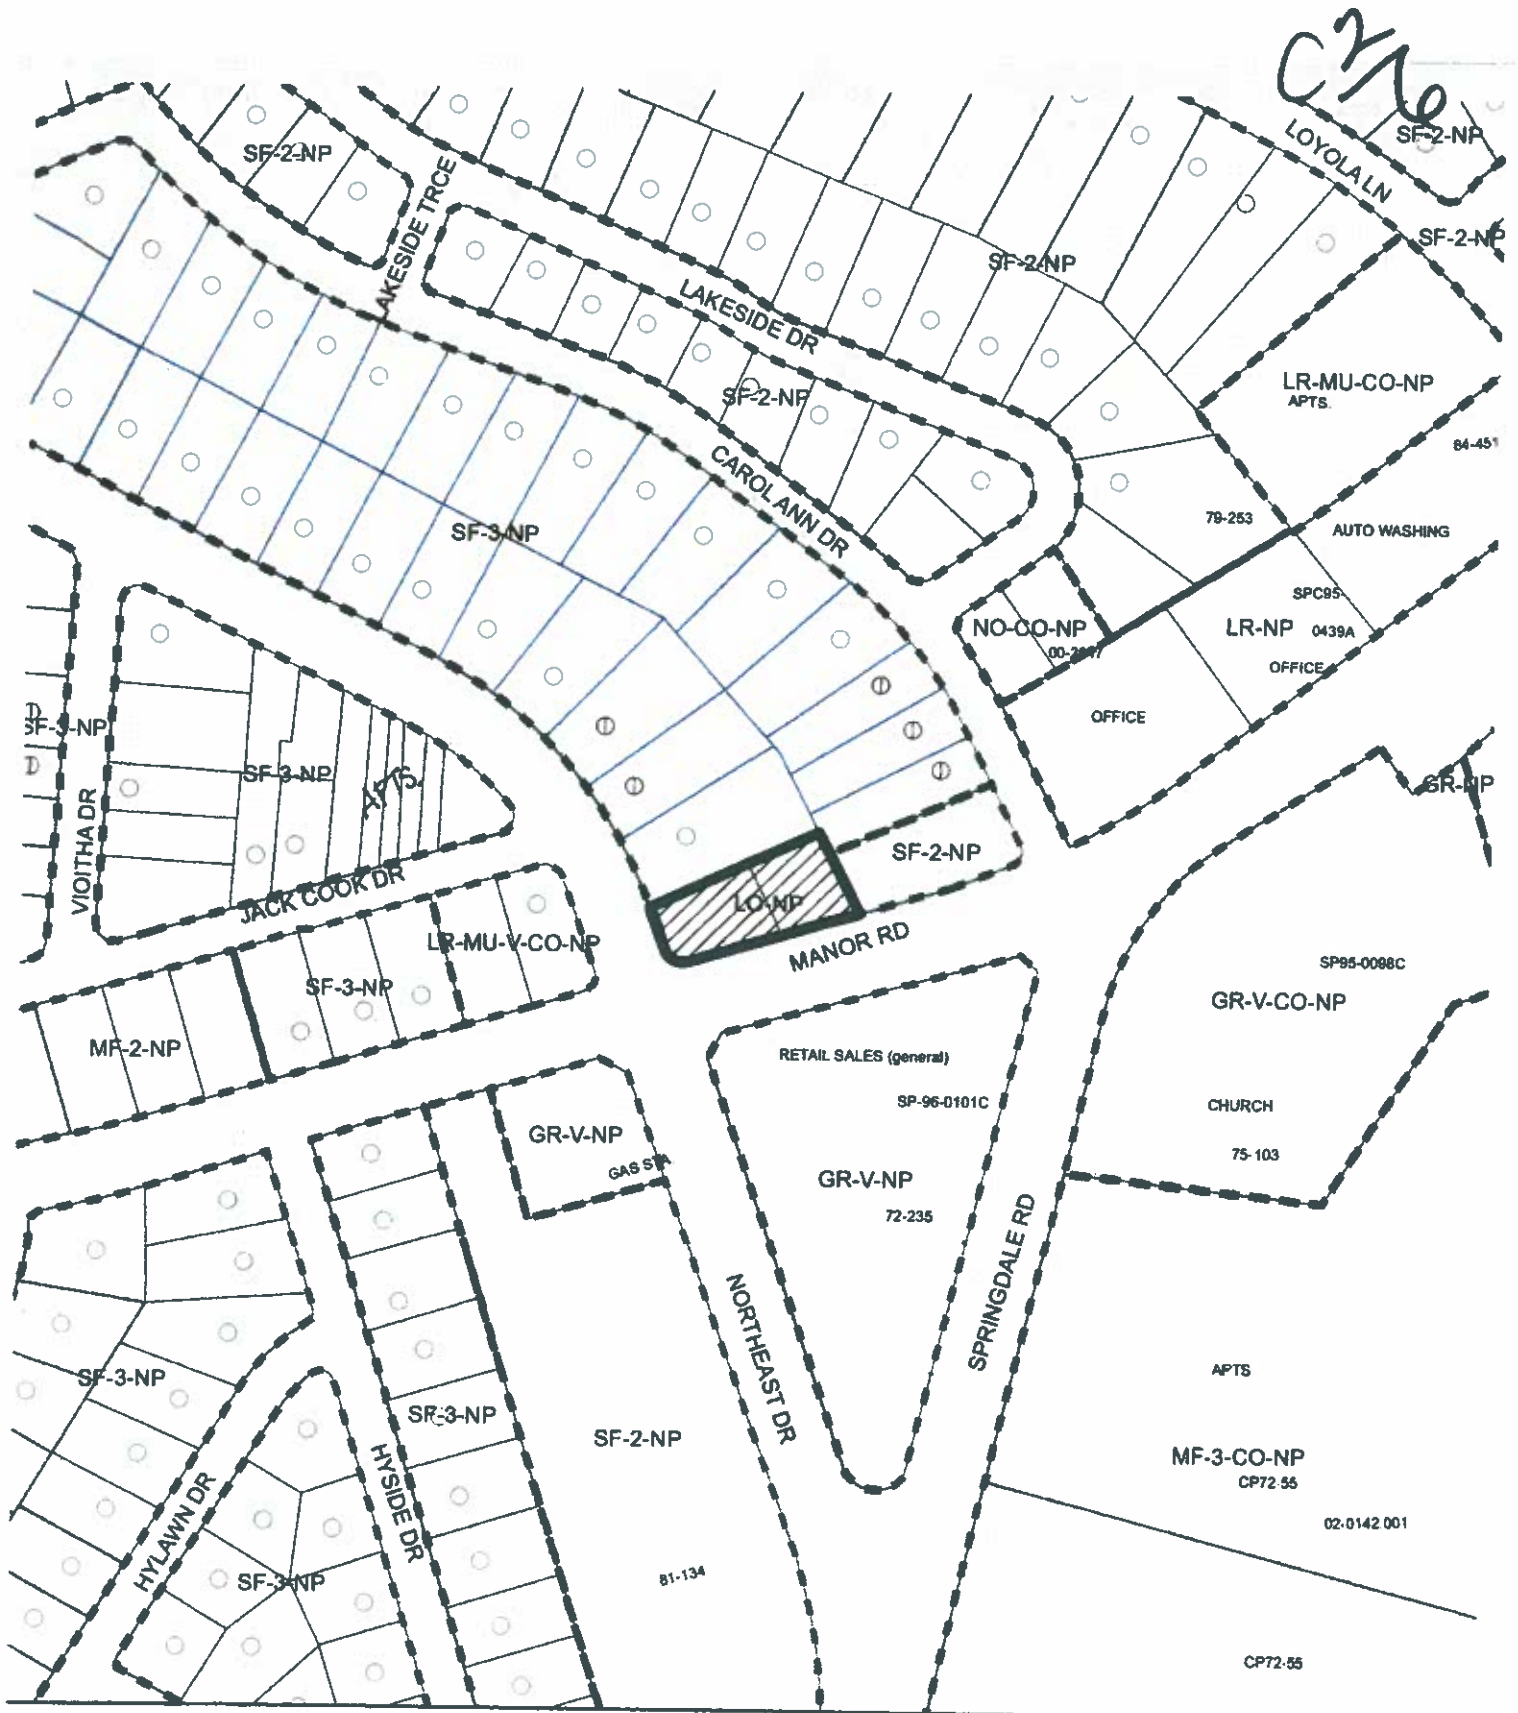 C2/6
SF-2-NP
LOYOLA LN
SF-2-NP
LAKESIDE TRCE
SF-2-NP
SF-2-NP
LAKESIDE DR
LR-MU-CO-NP
APTS.
SF-2-NP
84-451
CAROL ANN DR
79-253
AUTO WASHING
SF-3-NP
SPC95-
0439A
LR-NP
NO-CO-NP
OFFICE
OFFICE
SF-3-NP
SF-3-NP
APTS.
GR-NP
VIOITHA DR
SF-2-NP
JACK COOK DR
LO-NP
LR-MU-V-CO-NP
MANOR RD
SP95-0098C
SF-3-NP
GR-V-CO-NP
MF-2-NP
RETAIL SALES (general)
SP-96-0101C
CHURCH
GR-V-NP
75-103
GAS STA
GR-V-NP
72-235
SPRINGDALE RD
NORTHEAST DR
APTS
SF-3-NP
SF-3-NP
SF-2-NP
MF-3-CO-NP
CP72-55
HYSIDE DR
02-0142.001
HYLAWN DR
SF-3-NP
81-134
CP72-55